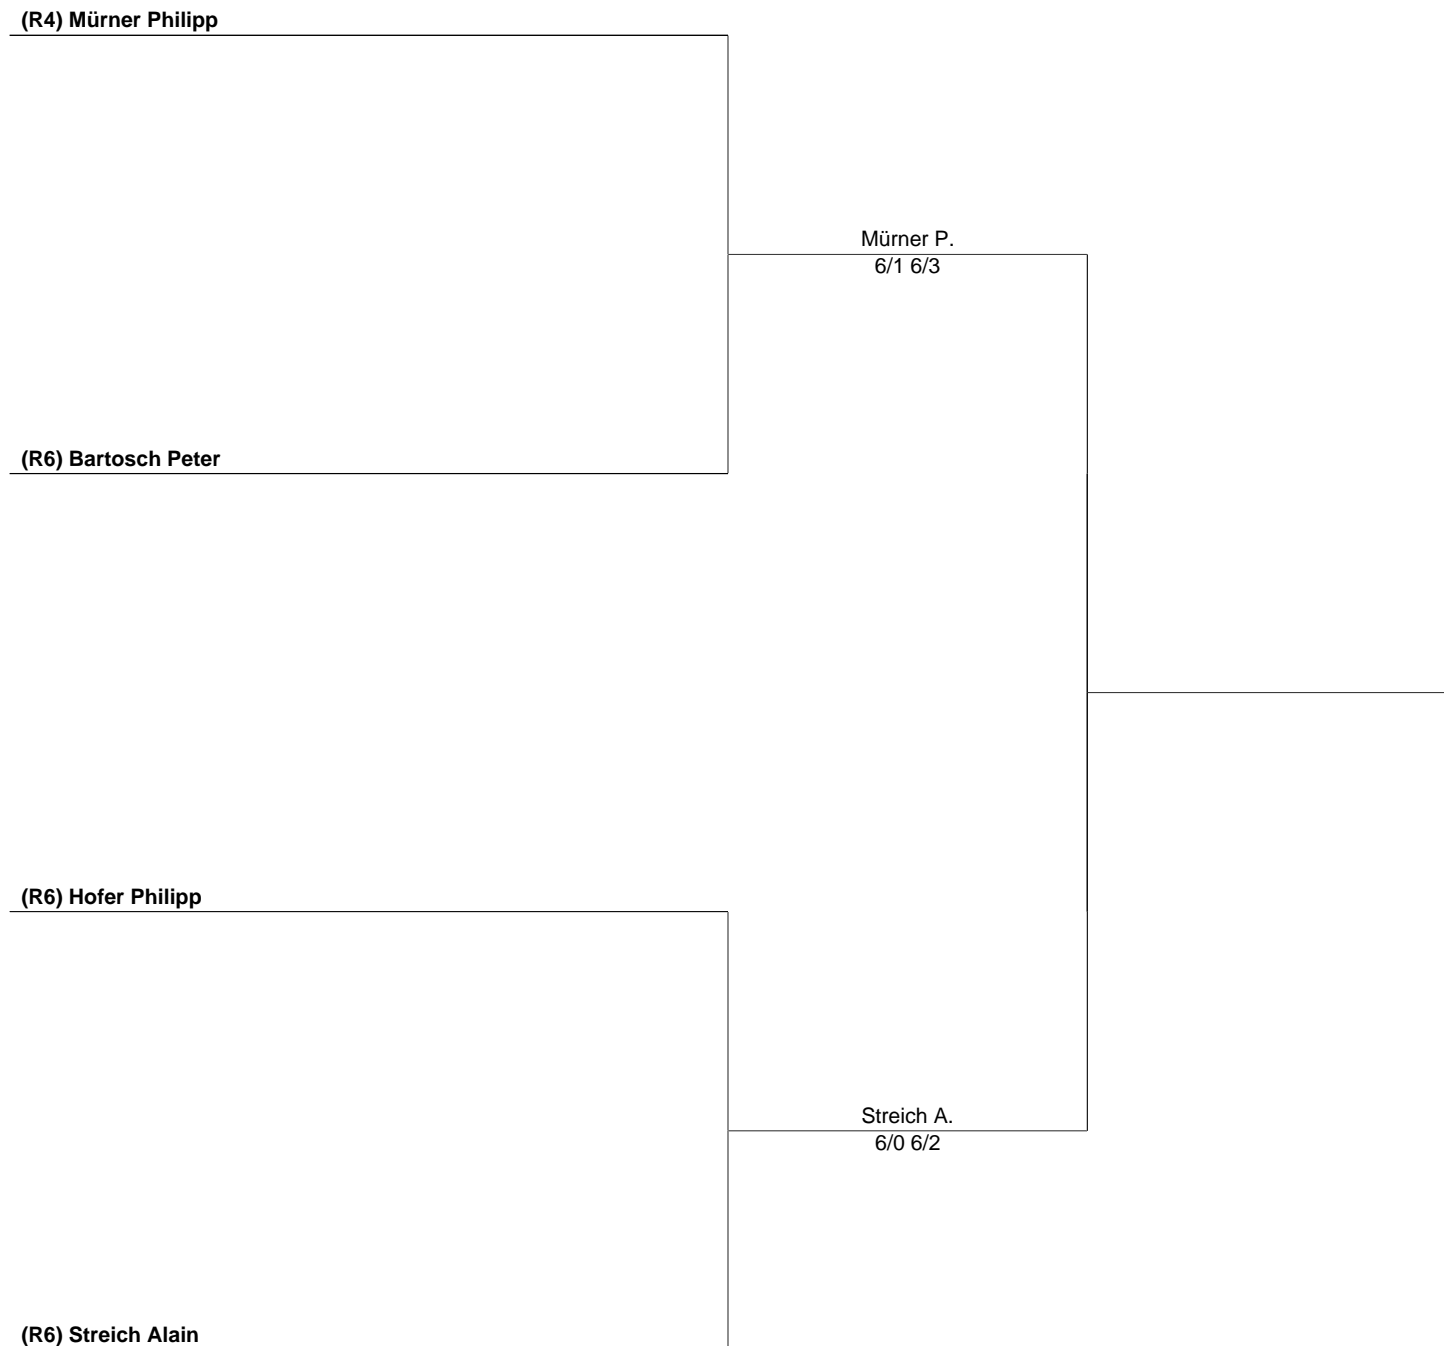 (R4) Mürner Philipp
Mürner P.
6/1 6/3
(R6) Bartosch Peter
(R6) Hofer Philipp
Streich A.
6/0 6/2
(R6) Streich Alain